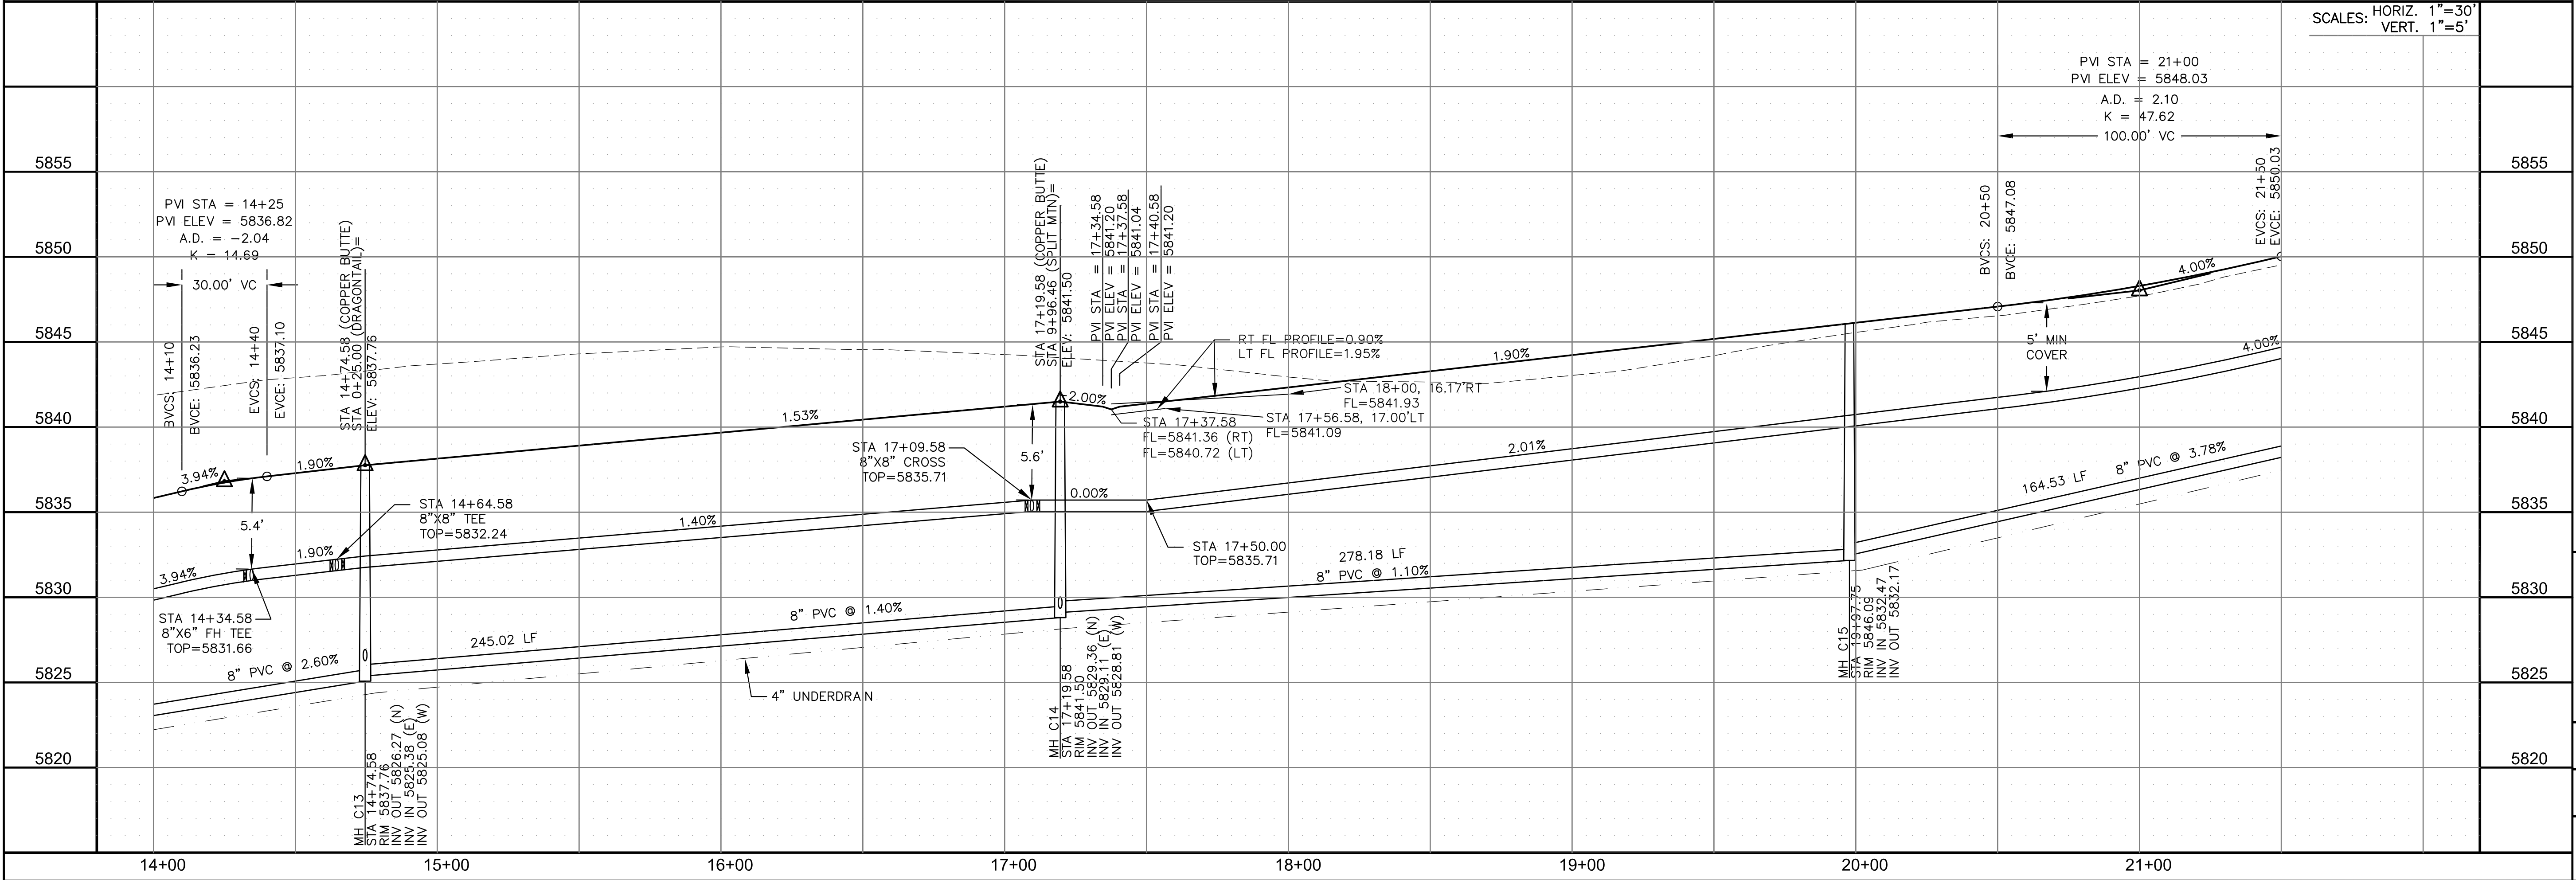 SCALES: HORIZ. 1"=30'
VERT. 1"=5'
PVI STA = 21+00
PVI ELEV = 5848.03
A.D. = 2.10
K = 47.62
100.00' VC
BVCS: 20+50
BVCE: 5847.08
EVCS: 21+50
EVCE: 5850.03
4.00%
5855
5850
5845
5840
5835
5830
5825
5820
5855
5850
5845
5840
5835
5830
5825
5820
PVI STA = 14+25
PVI ELEV = 5836.82
A.D. = -2.04
K = 14.69
30.00' VC
BVCS: 14+10
BVCE: 5836.23
EVCS: 14+40
EVCE: 5837.10
STA 14+74.58 (COPPER BUTTE)
STA 0+25.00 (DRAGONTAIL)=
ELEV: 5837.76
3.94%
1.90%
1.53%
STA 17+19.58 (COPPER BUTTE)
STA 9+96.46 (SPLIT MTN)=
ELEV: 5841.50
PVI STA = 17+34.58
PVI ELEV = 5841.20
PVI STA = 17+37.58
PVI ELEV = 5841.04
PVI STA = 17+40.58
PVI ELEV = 5841.20
2.00%
RT FL PROFILE=0.90%
LT FL PROFILE=1.95%
1.90%
STA 18+00, 16.17'RT
FL=5841.93
STA 17+56.58, 17.00'LT
FL=5841.09
STA 17+37.58
FL=5841.36 (RT)
FL=5840.72 (LT)
5' MIN
COVER
4.00%
5.4'
STA 14+64.58
8"X8" TEE
TOP=5832.24
1.90%
3.94%
STA 14+34.58
8"X6" FH TEE
TOP=5831.66
1.40%
STA 17+09.58
8"X8" CROSS
TOP=5835.71
5.6'
0.00%
STA 17+50.00
TOP=5835.71
2.01%
8" PVC @ 2.60%
245.02 LF
8" PVC @ 1.40%
4" UNDERDRAIN
278.18 LF
8" PVC @ 1.10%
164.53 LF
8" PVC @ 3.78%
MH C13
STA 14+74.58
RIM 5837.76
INV OUT 5826.27 (N)
INV IN 5825.38 (E)
INV OUT 5825.08 (W)
MH C14
STA 17+19.58
RIM 5841.50
INV OUT 5829.36 (N)
INV IN 5829.11 (E)
INV OUT 5828.81 (W)
MH C15
STA 19+97.75
RIM 5846.09
INV IN 5832.47
INV OUT 5832.17
14+00
15+00
16+00
17+00
18+00
19+00
20+00
21+00